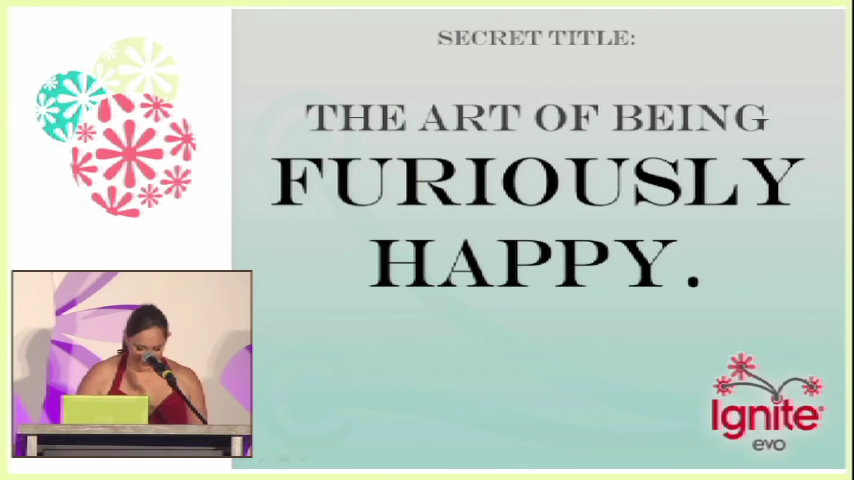 SECRET TITLE:
THE ART OF BEING
FURIOUSLY
HAPPY.
Ignite
evo